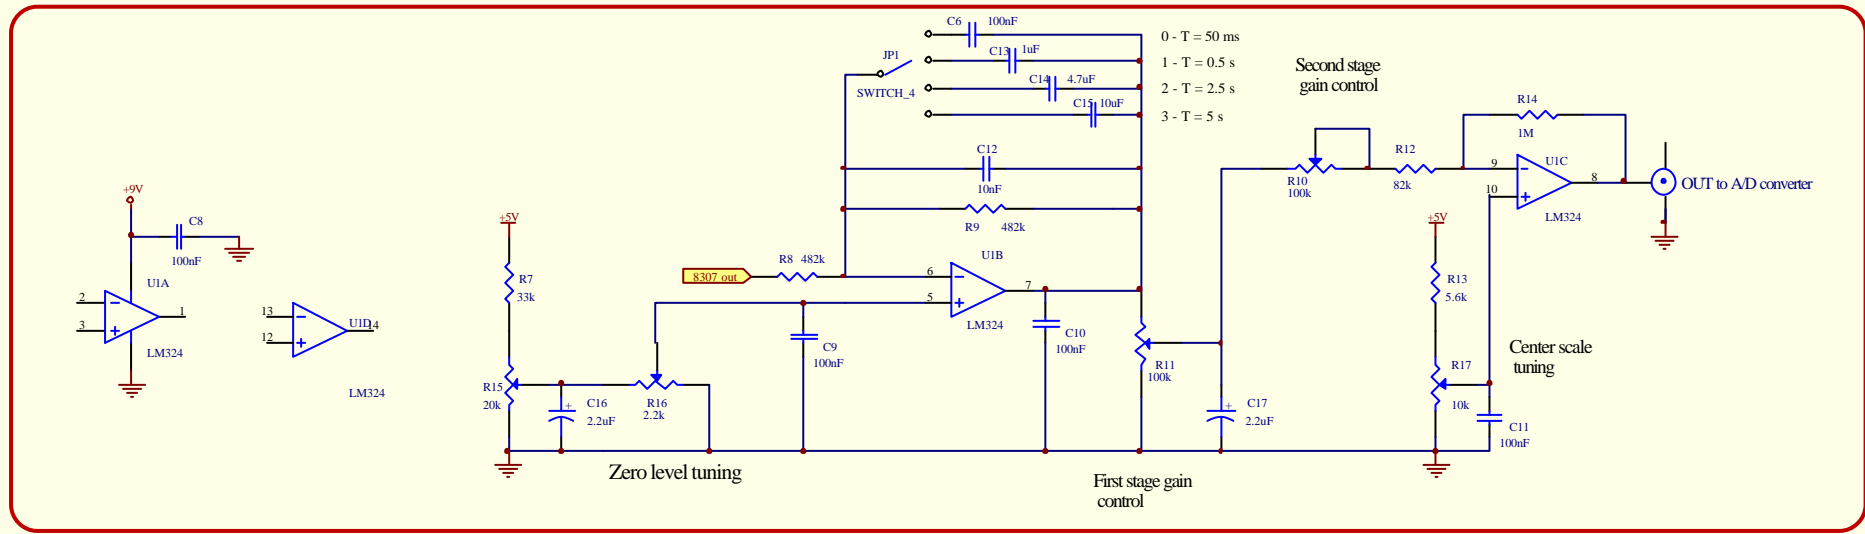 C6 100nF
0 - T = 50 ms
JP1
C13 1uF
1 - T = 0.5 s
SWITCH_4
C14 4.7uF
2 - T = 2.5 s
C15 10uF
3 - T = 5 s
Second stage
gain control
R14
1M
C12
10nF
R9 482k
R10
100k
R12
82k
9
10
8
U1C
LM324
OUT to A/D converter
+9V
C8
100nF
U1A
2
3
1
LM324
13
12
14
U1D
LM324
+5V
R7
33k
R15
20k
C16
2.2uF
+
R16
2.2k
Zero level tuning
8307 out
R8 482k
C9
100nF
U1B
6
5
7
LM324
C10
100nF
R11
100k
First stage gain
control
C17
2.2uF
+
+5V
R13
5.6k
R17
10k
Center scale
tuning
C11
100nF